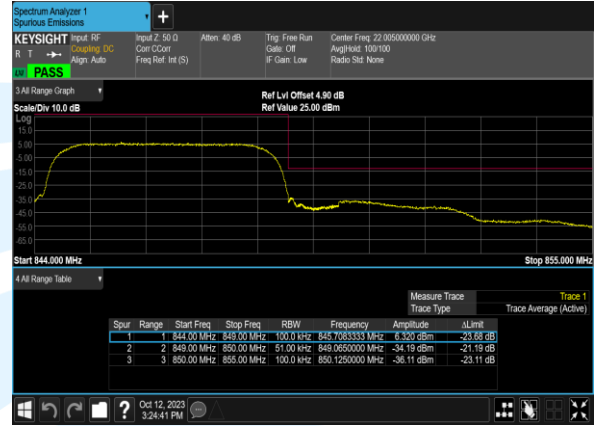 Spectrum Analyzer 1
Spurious Emissions
KEYSIGHT Input: RF Input Z: 50 Ω Atten: 40 dB Trig: Free Run Center Freq: 22.005000000 GHz
R T Coupling: DC Corr CCorr Gate: Off Avg|Hold: 100/100
Align: Auto Freq Ref: Int (S) IF Gain: Low Radio Std: None
PASS
3 All Range Graph
Ref Lvl Offset 4.90 dB
Scale/Div 10.0 dB Ref Value 25.00 dBm
Log
15.0
5.00
-5.00
-15.0
-25.0
-35.0
-45.0
-55.0
-65.0
Start 844.000 MHz Stop 855.000 MHz
4 All Range Table
Measure Trace Trace 1
Trace Type Trace Average (Active)
Spur Range Start Freq Stop Freq RBW Frequency Amplitude ΔLimit
1 1 844.00 MHz 849.00 MHz 100.0 kHz 845.7083333 MHz 6.320 dBm -23.68 dB
2 2 849.00 MHz 850.00 MHz 51.00 kHz 849.0650000 MHz -34.19 dBm -21.19 dB
3 3 850.00 MHz 855.00 MHz 100.0 kHz 850.1250000 MHz -36.11 dBm -23.11 dB
Oct 12, 2023
3:24:41 PM